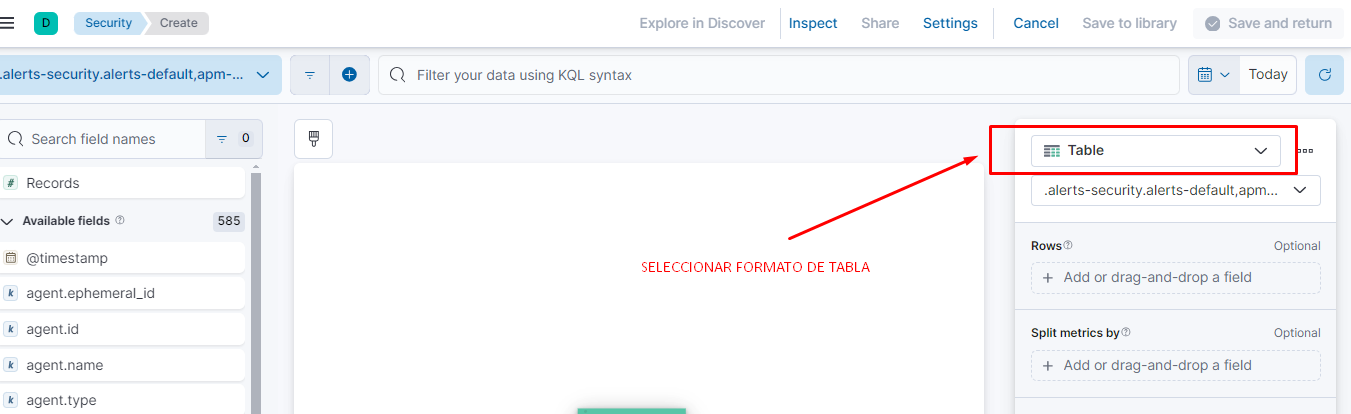 D Security Create Explore in Discover Inspect Share Settings Cancel Save to library Save and return
.alerts-security.alerts-default,apm-... Filter your data using KQL syntax Today
Search field names 0
Records
Available fields 585
@timestamp
agent.ephemeral_id
agent.id
agent.name
agent.type
SELECCIONAR FORMATO DE TABLA
Table
.alerts-security.alerts-default,apm...
Rows Optional
Add or drag-and-drop a field
Split metrics by Optional
Add or drag-and-drop a field